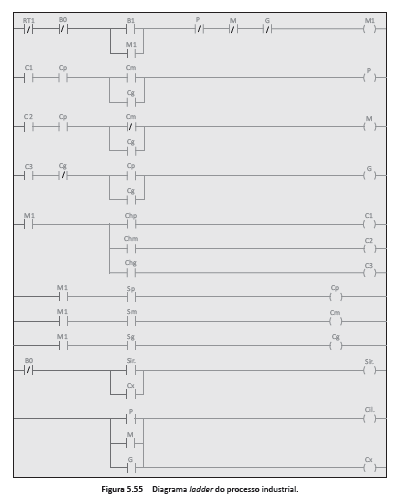 RT1 B0 B1 P M G M1
M1
C1 Cp Cm P
Cg
C2 Cp Cm M
Cg
C3 Cg Cp G
Cg
M1 Chp C1
Chm C2
Chg C3
M1 Sp Cp
M1 Sm Cm
M1 Sg Cg
B0 Sir. Sir.
Cx
P Cil.
M
G Cx
Figura 5.55 Diagrama ladder do processo industrial.